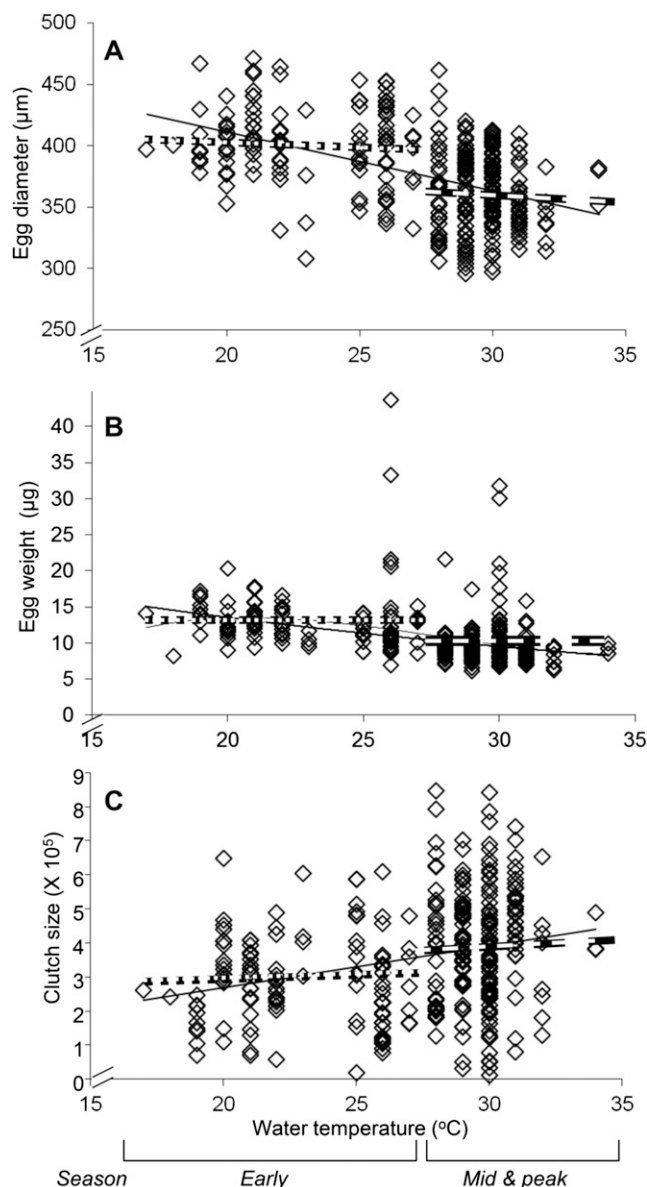 500
A
450
400
350
300
250
Egg diameter (µm)
15 20 25 30 35
B
40
35
30
25
20
15
10
5
0
Egg weight (µg)
15 20 25 30 35
C
9
8
7
6
5
4
3
2
1
0
Clutch size (X 10⁵)
15 20 25 30 35
Water temperature (°C)
Season Early Mid & peak